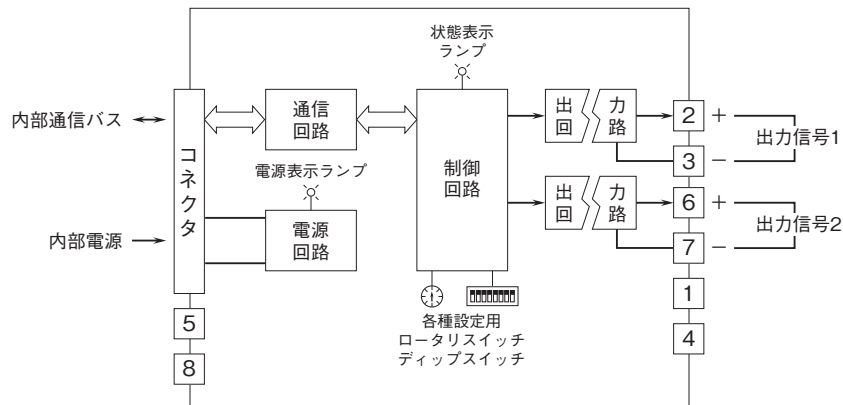 状態表示
ランプ
内部通信バス
コネクタ
通信
回路
電源表示ランプ
電源
回路
内部電源
制御
回路
出 力
回 路
2 +
3 −
出力信号1
出 力
回 路
6 +
7 −
出力信号2
1
4
5
8
各種設定用
ロータリスイッチ
ディップスイッチ